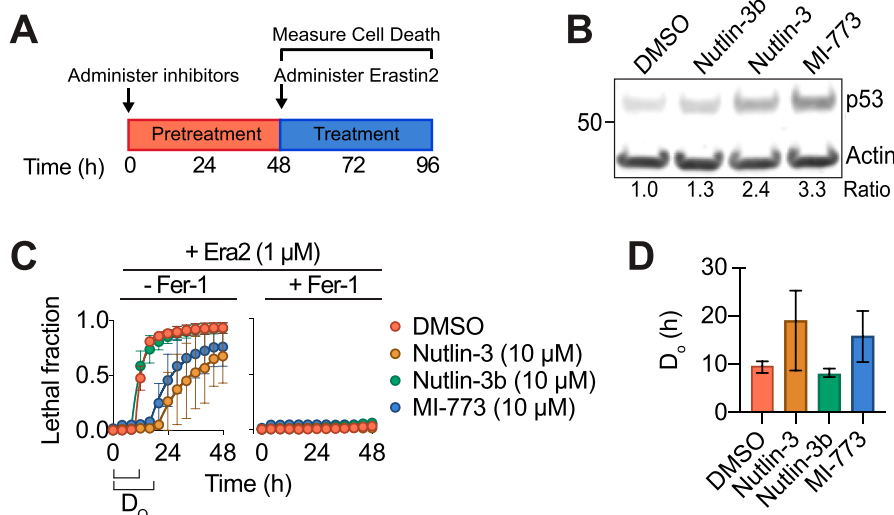 A
Measure Cell Death
Administer inhibitors
Administer Erastin2
Pretreatment
Treatment
Time (h)
0
24
48
72
96
B
DMSO
Nutlin-3b
Nutlin-3
MI-773
50
p53
Actin
1.0
1.3
2.4
3.3
Ratio
C
+ Era2 (1 µM)
- Fer-1
+ Fer-1
Lethal fraction
1.0
0.5
0.0
0
24
48
0
24
48
Time (h)
Do
DMSO
Nutlin-3 (10 µM)
Nutlin-3b (10 µM)
MI-773 (10 µM)
D
Do (h)
30
20
10
0
DMSO
Nutlin-3
Nutlin-3b
MI-773